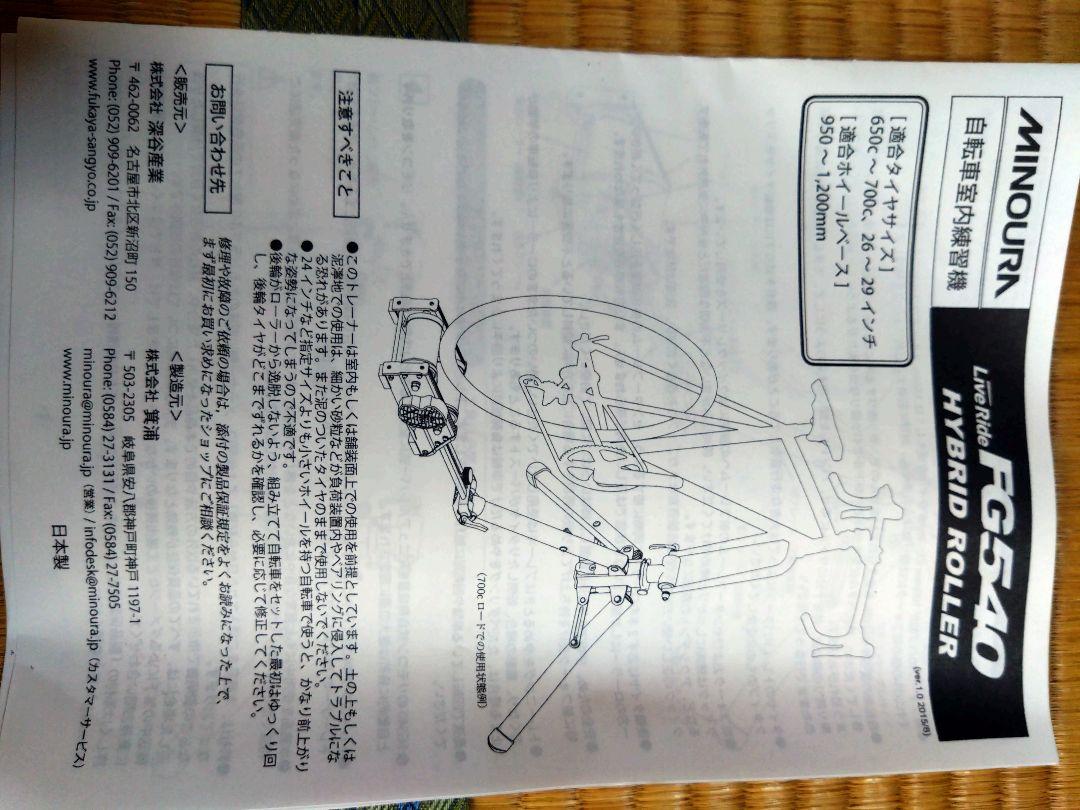 MINOURA
自転車室内練習機
LiveRide FG540
HYBRID ROLLER
(ver.1.0 2015/8)
[ 適合タイヤサイズ ]
650c ～ 700c、26 ～ 29 インチ
[ 適合ホイールベース ]
950 ～ 1,200mm
(700c ロードでの使用状態例)
注意すべきこと
●このトレーナーは室内もしくは舗装面上での使用を前提としています。土の上もしくは
泥濘地での使用は、細かい砂粒などが負荷装置内やベアリングに侵入してトラブルにな
る恐れがあります。また泥のついたタイヤのままで使用しないでください。
●24 インチなど指定サイズよりも小さいホイールを持つ自転車で使うと、かなり前上がり
な姿勢になってしまうので不適です。
●後輪がローラーから逸脱しないよう、組み立てて自転車をセットした最初はゆっくり回
し、後輪タイヤがどこまでずれるかを確認し、必要に応じて修正してください。
お問い合わせ先
修理や故障のご依頼の場合は、添付の製品保証規定をよくお読みになった上で、
まず最初にお買い求めになったショップにご相談ください。
<販売元>
株式会社 深谷産業
〒 462-0062 名古屋市北区新沼町 150
Phone: (052) 909-6201 / Fax: (052) 909-6212
www.fukaya-sangyo.co.jp
<製造元>
株式会社 箕浦
〒 503-2305 岐阜県安八郡神戸町神戸 1197-1
Phone: (0584) 27-3131 / Fax: (0584) 27-7505
minoura@minoura.jp (営業) / infodesk@minoura.jp (カスタマーサービス)
www.minoura.jp
日本製